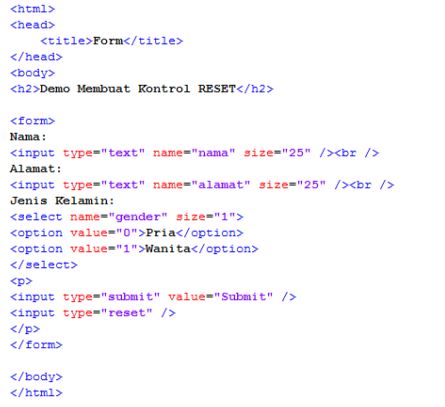 <html>
<head>
    <title>Form</title>
</head>
<body>
<h2>Demo Membuat Kontrol RESET</h2>

<form>
Nama:
<input type="text" name="nama" size="25" /><br />
Alamat:
<input type="text" name="alamat" size="25" /><br />
Jenis Kelamin:
<select name="gender" size="1">
<option value="0">Pria</option>
<option value="1">Wanita</option>
</select>
<p>
<input type="submit" value="Submit" />
<input type="reset" />
</p>
</form>

</body>
</html>